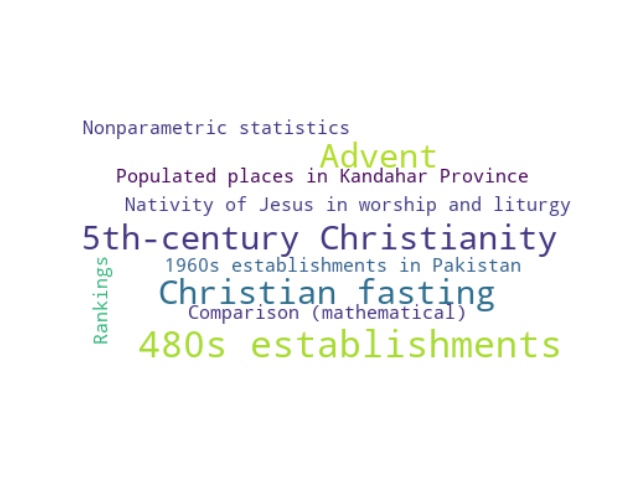 Nonparametric statistics
Advent
Populated places in Kandahar Province
Nativity of Jesus in worship and liturgy
5th-century Christianity
1960s establishments in Pakistan
Rankings
Christian fasting
Comparison (mathematical)
480s establishments